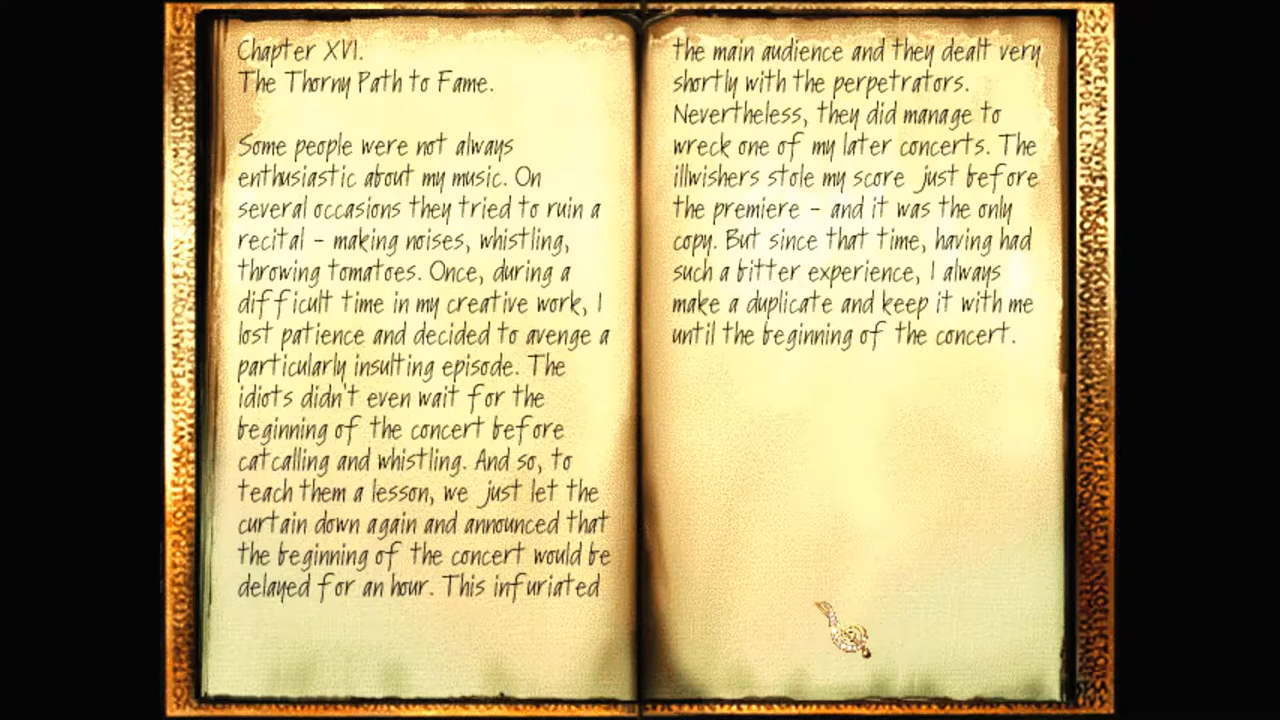 Chapter XVI.
The Thorny Path to Fame.
Some people were not always
enthusiastic about my music. On
several occasions they tried to ruin a
recital - making noises, whistling,
throwing tomatoes. Once, during a
difficult time in my creative work, I
lost patience and decided to avenge a
particularly insulting episode. The
idiots didn't even wait for the
beginning of the concert before
catcalling and whistling. And so, to
teach them a lesson, we just let the
curtain down again and announced that
the beginning of the concert would be
delayed for an hour. This infuriated
the main audience and they dealt very
shortly with the perpetrators.
Nevertheless, they did manage to
wreck one of my later concerts. The
illwishers stole my score just before
the premiere - and it was the only
copy. But since that time, having had
such a bitter experience, I always
make a duplicate and keep it with me
until the beginning of the concert.